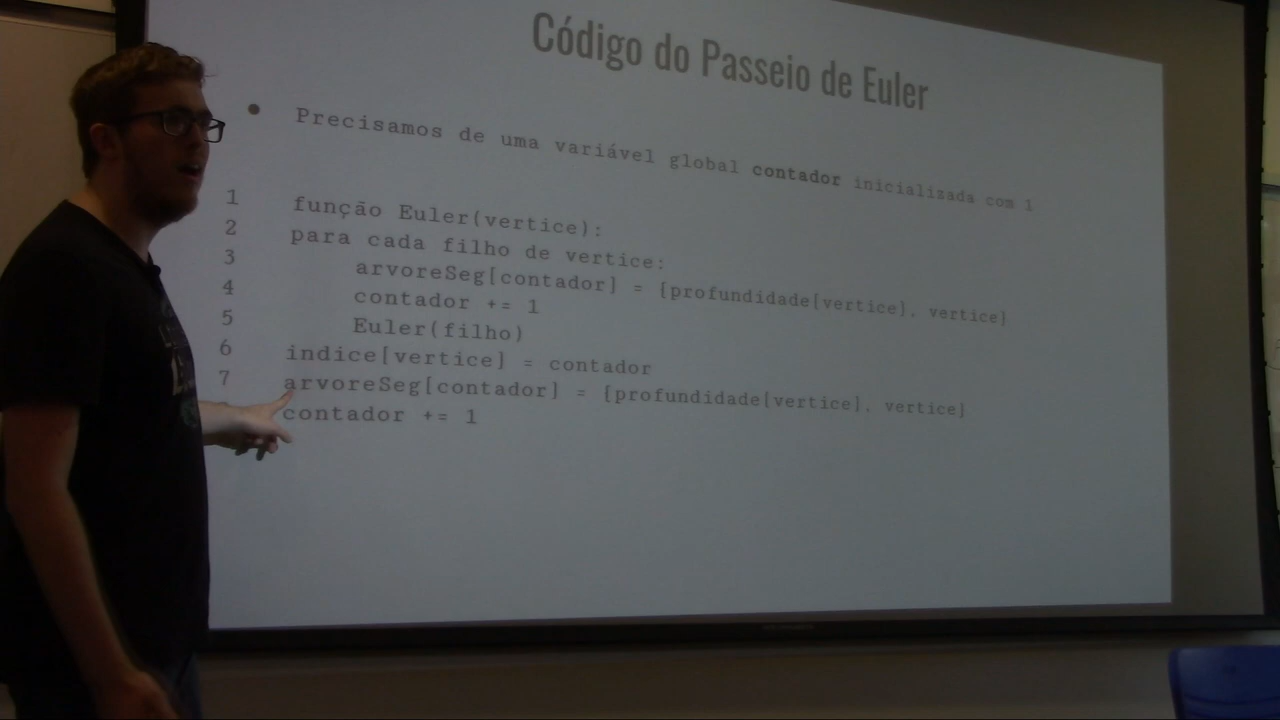 Código do Passeio de Euler
● Precisamos de uma variável global contador inicializada com 1
1 função Euler(vertice):
2 para cada filho de vertice:
3 arvoreSeg[contador] = [profundidade[vertice], vertice]
4 contador += 1
5 Euler(filho)
6 indice[vertice] = contador
7 arvoreSeg[contador] = [profundidade[vertice], vertice]
contador += 1